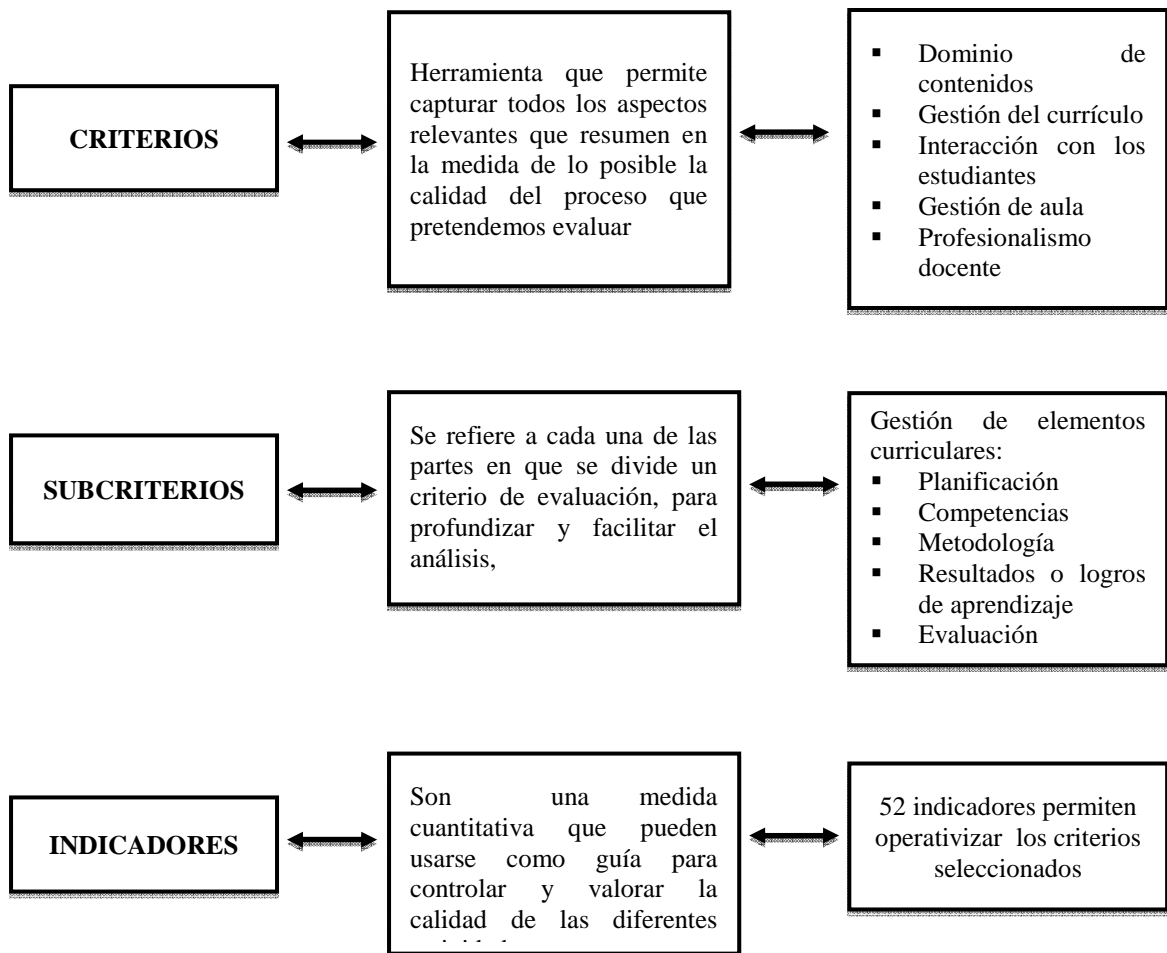 CRITERIOS
Herramienta que permite
capturar todos los aspectos
relevantes que resumen en
la medida de lo posible la
calidad del proceso que
pretendemos evaluar
▪ Dominio de
contenidos
▪ Gestión del currículo
▪ Interacción con los
estudiantes
▪ Gestión de aula
▪ Profesionalismo
docente
SUBCRITERIOS
Se refiere a cada una de las
partes en que se divide un
criterio de evaluación, para
profundizar y facilitar el
análisis,
Gestión de elementos
curriculares:
▪ Planificación
▪ Competencias
▪ Metodología
▪ Resultados o logros
de aprendizaje
▪ Evaluación
INDICADORES
Son una medida
cuantitativa que pueden
usarse como guía para
controlar y valorar la
calidad de las diferentes
52 indicadores permiten
operativizar los criterios
seleccionados